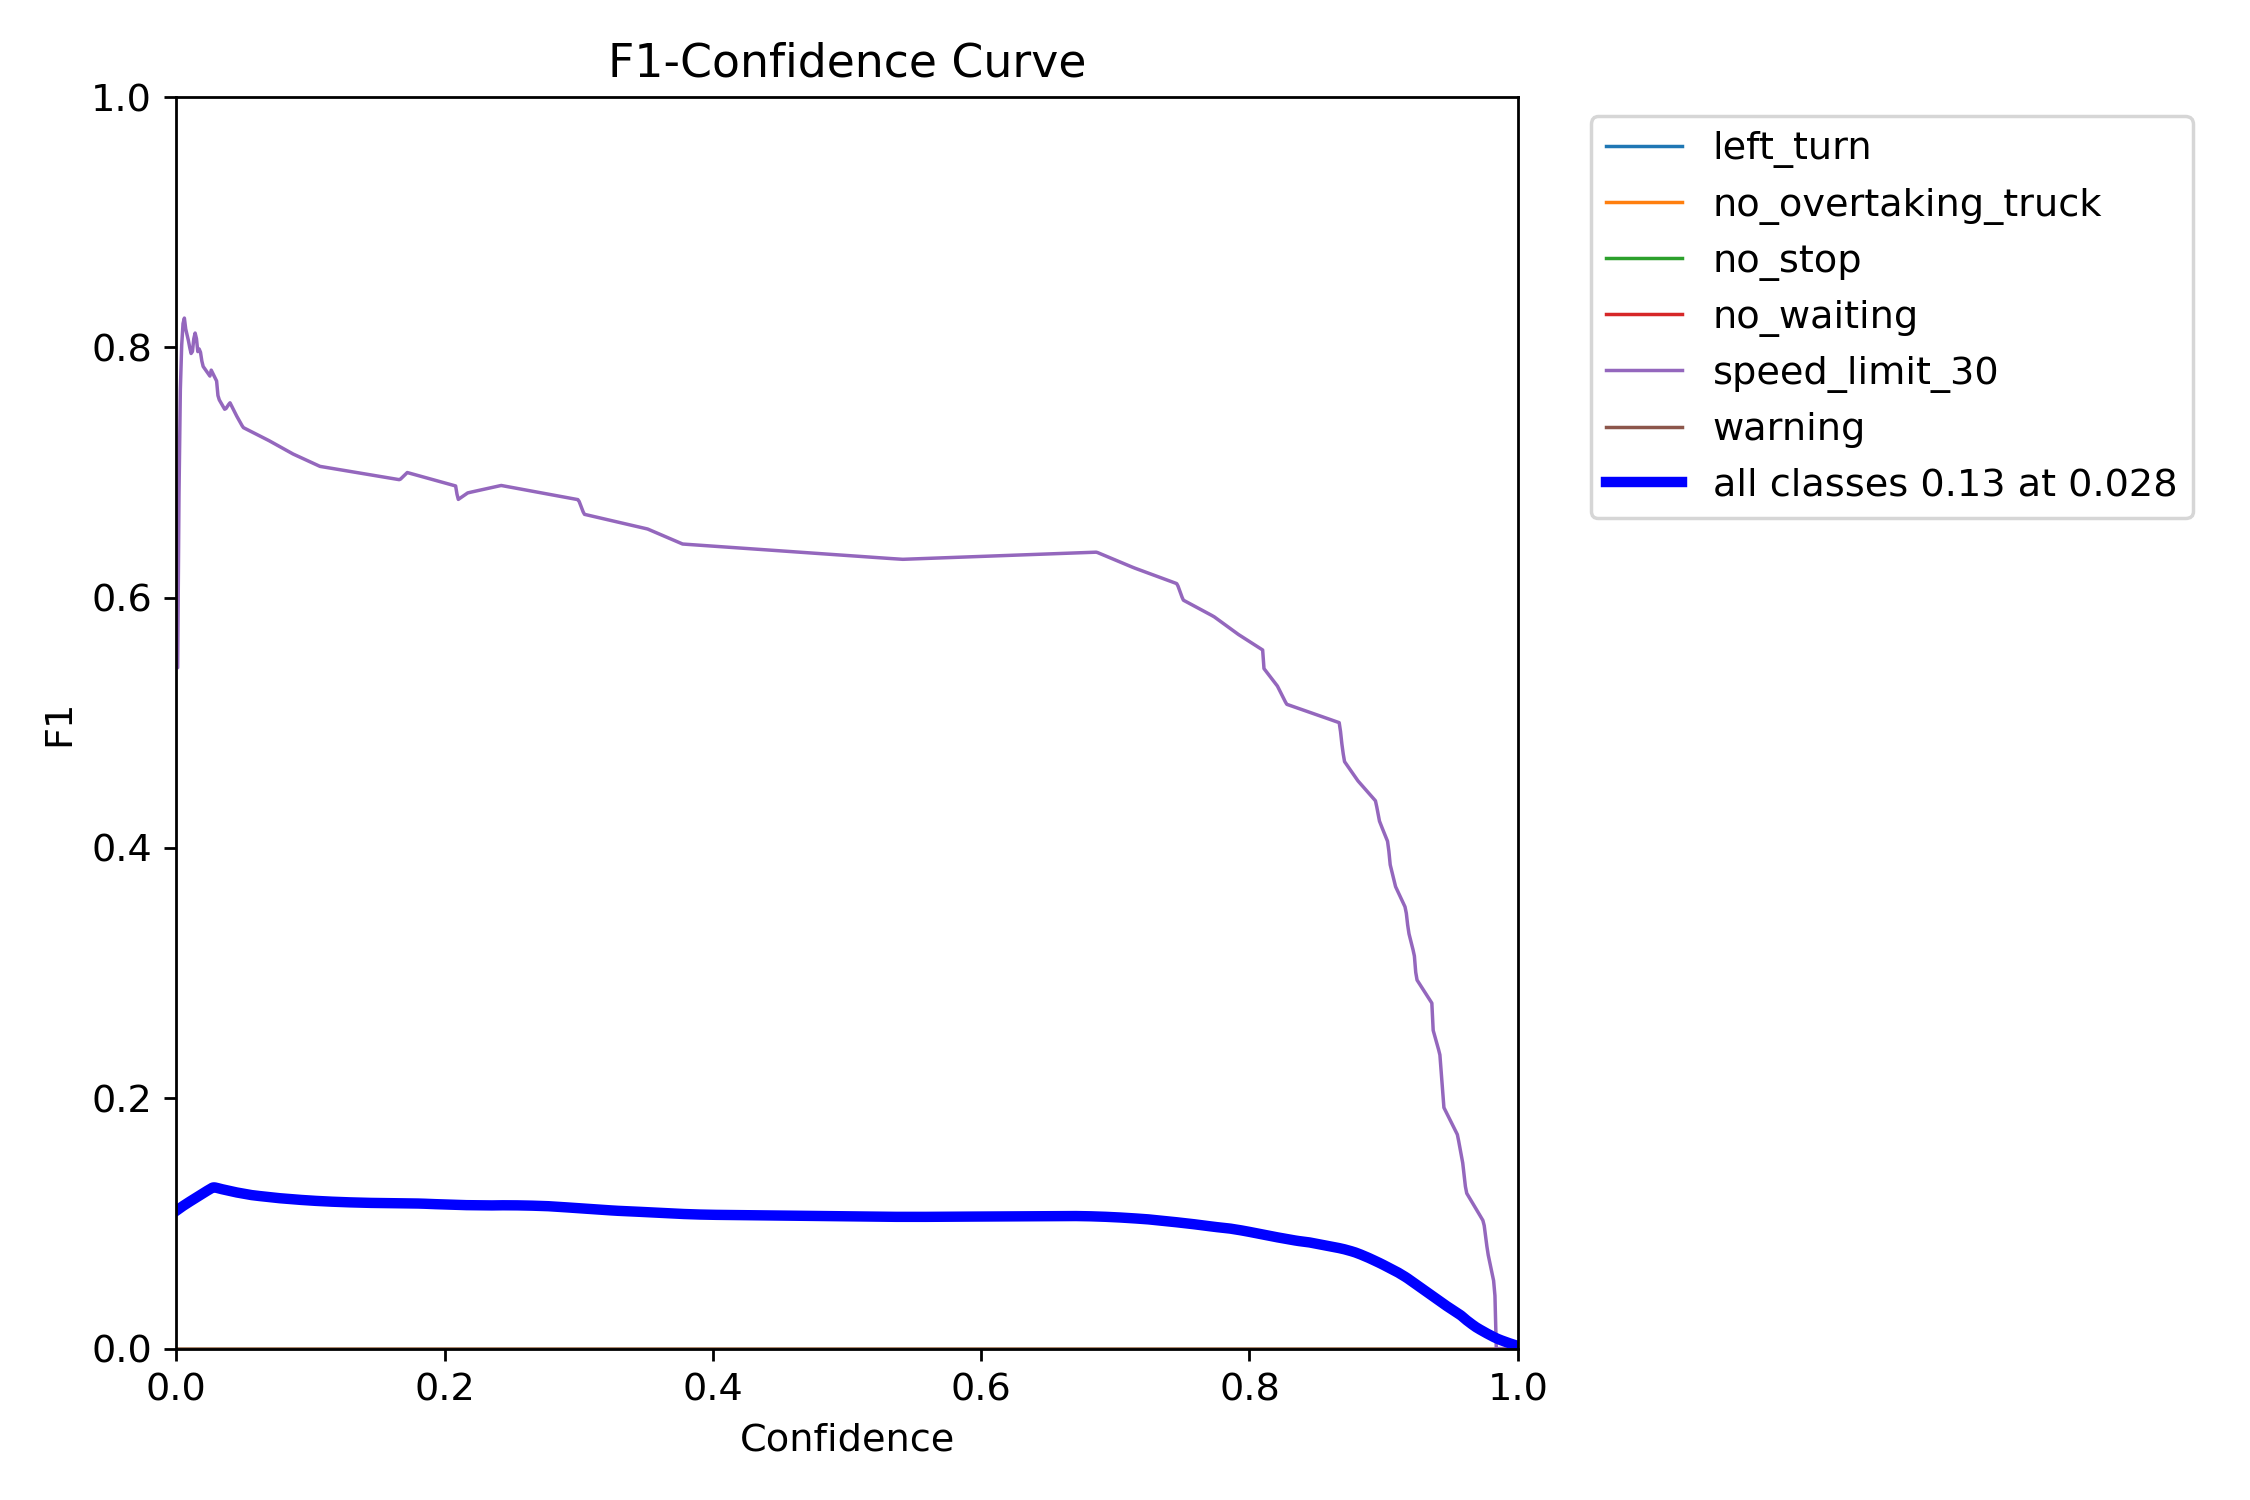 F1-Confidence Curve
1.0
0.8
0.6
0.4
0.2
0.0
F1
0.0 0.2 0.4 0.6 0.8 1.0
Confidence
left_turn
no_overtaking_truck
no_stop
no_waiting
speed_limit_30
warning
all classes 0.13 at 0.028